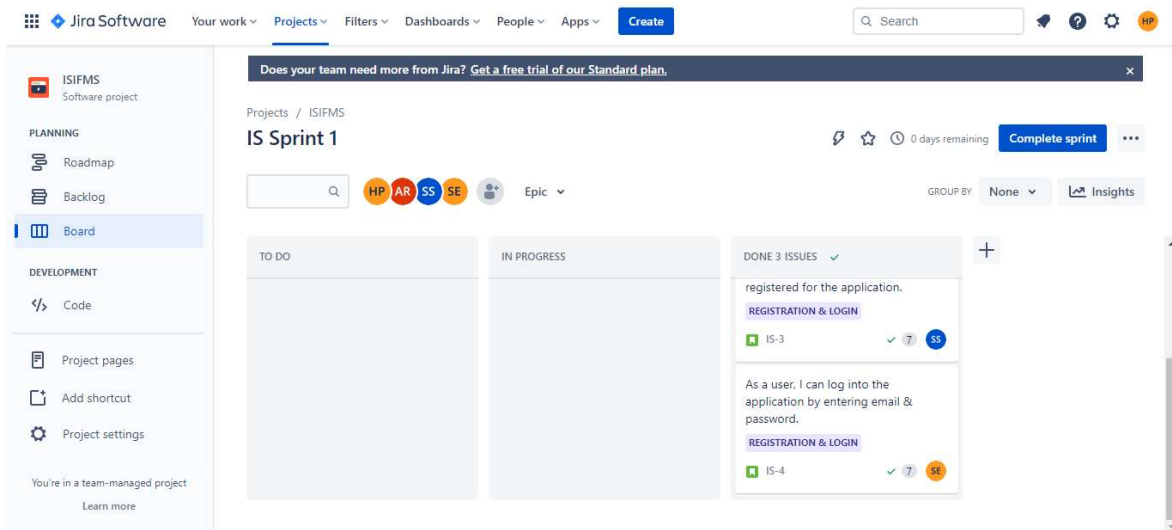 Jira Software Your work Projects Filters Dashboards People Apps Create Search HP
ISIFMS
Software project
PLANNING
Roadmap
Backlog
Board
DEVELOPMENT
Code
Project pages
Add shortcut
Project settings
You're in a team-managed project
Learn more
Does your team need more from Jira? Get a free trial of our Standard plan.
Projects / ISIFMS
IS Sprint 1
0 days remaining Complete sprint
HP AR SS SE Epic GROUP BY None Insights
TO DO
IN PROGRESS
DONE 3 ISSUES
registered for the application.
REGISTRATION & LOGIN
IS-3 7 SS
As a user, I can log into the
application by entering email &
password.
REGISTRATION & LOGIN
IS-4 7 SE